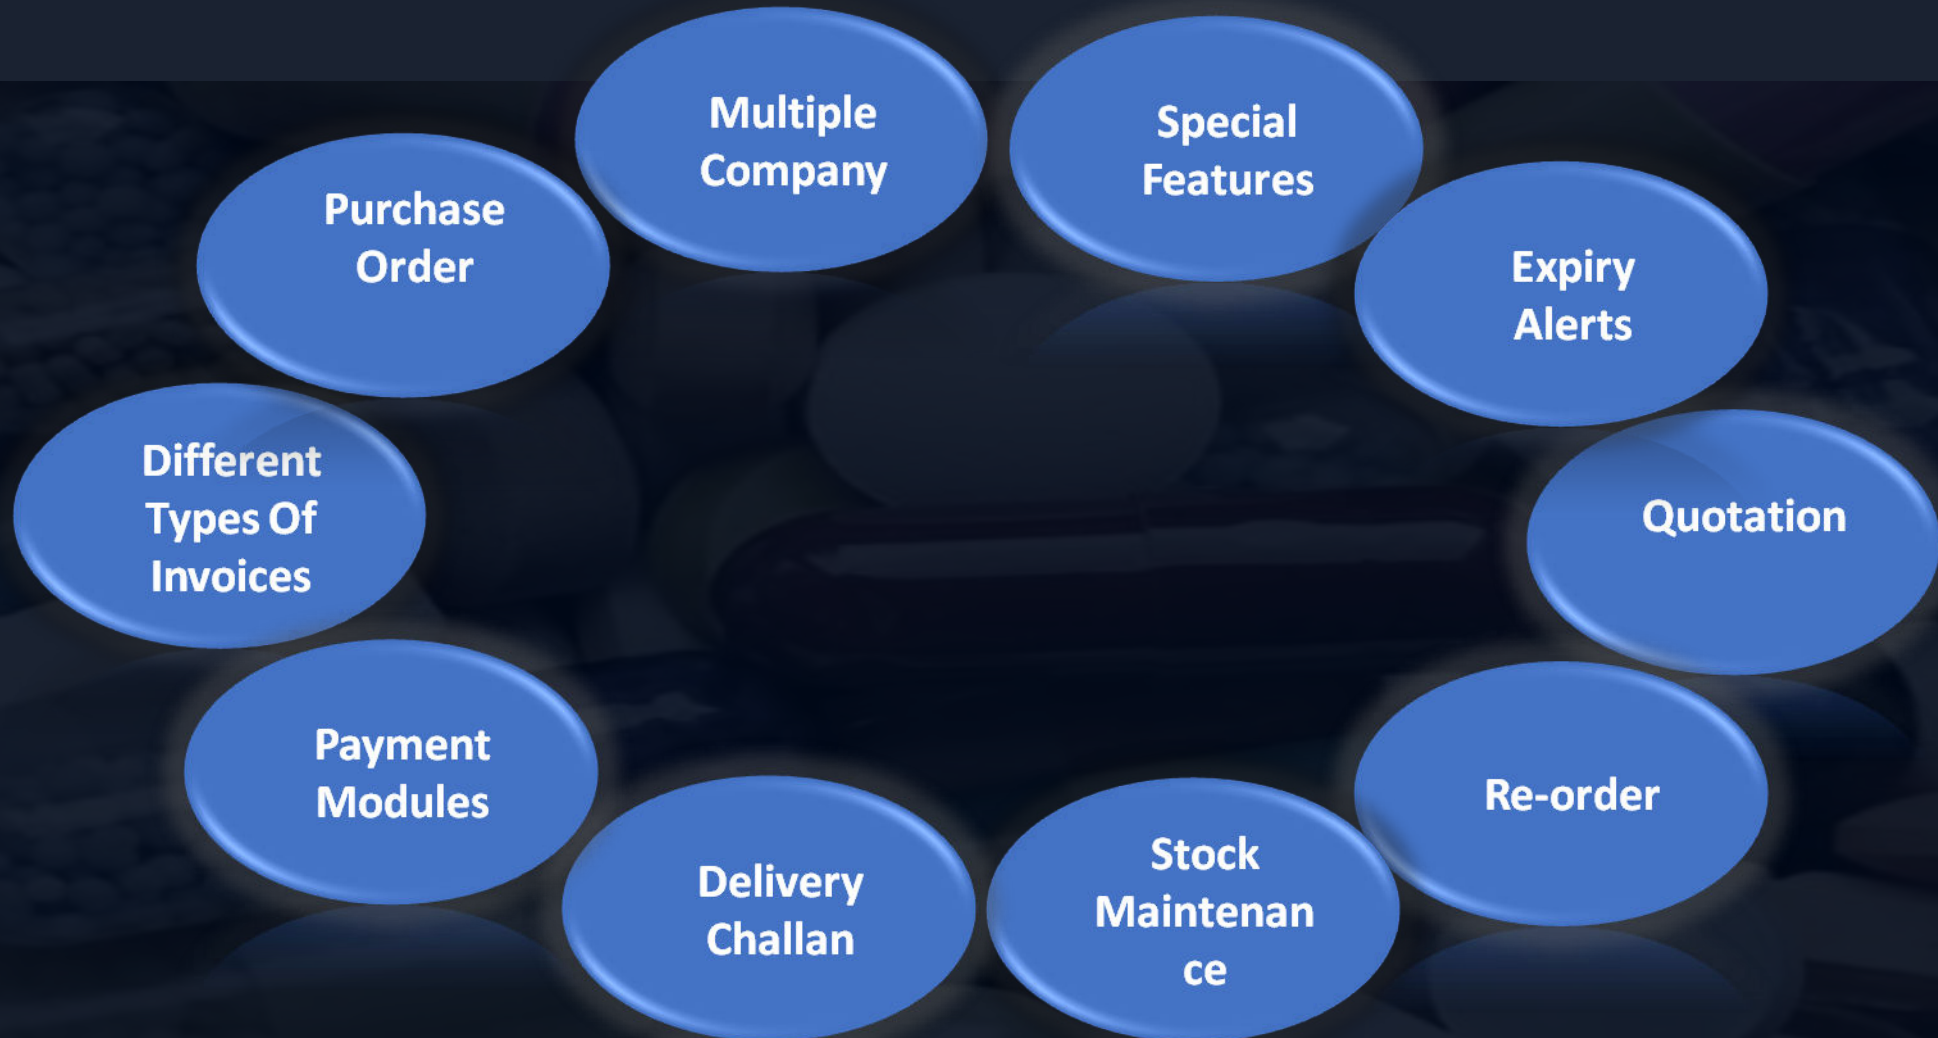 Multiple
Company
Special
Features
Expiry
Alerts
Quotation
Re-order
Stock
Maintenan
ce
Delivery
Challan
Payment
Modules
Different
Types Of
Invoices
Purchase
Order